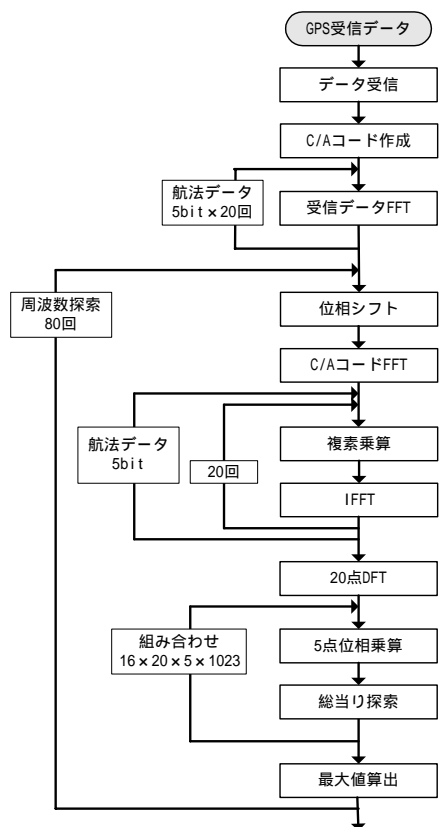 GPS受信データ
データ受信
C/Aコード作成
航法データ
5bit×20回
受信データFFT
周波数探索
80回
位相シフト
C/AコードFFT
航法データ
5bit
20回
複素乗算
IFFT
20点DFT
組み合わせ
16×20×5×1023
5点位相乗算
総当り探索
最大値算出